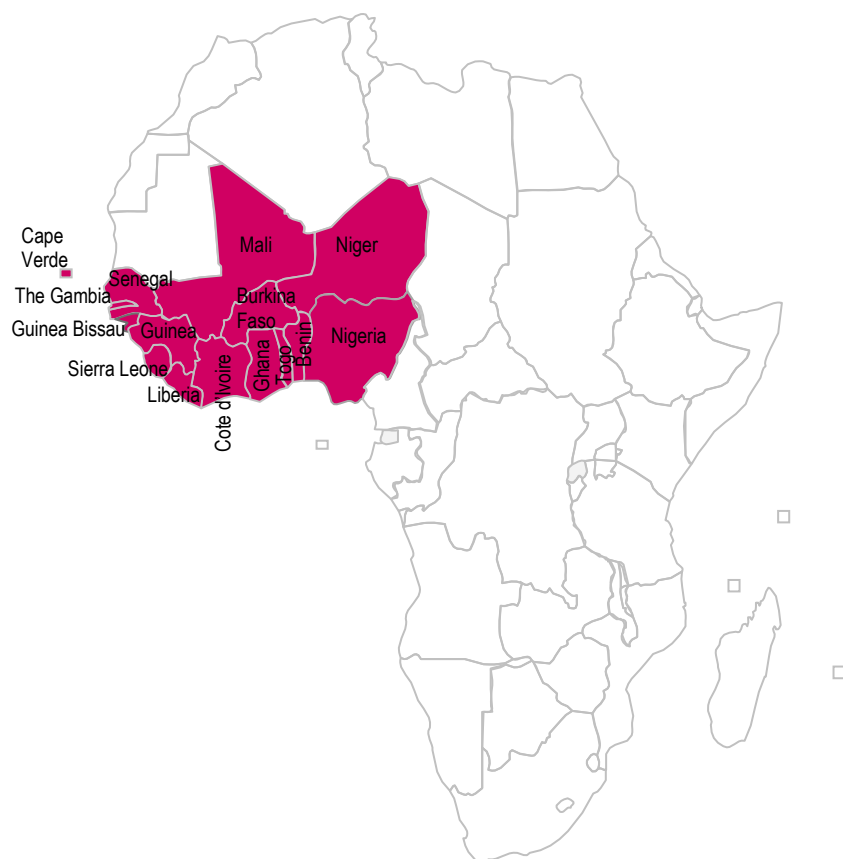 Cape
Verde
Mali
Niger
Senegal
The Gambia
Burkina
Faso
Guinea Bissau
Guinea
Nigeria
Benin
Togo
Ghana
Sierra Leone
Liberia
Cote d'Ivoire